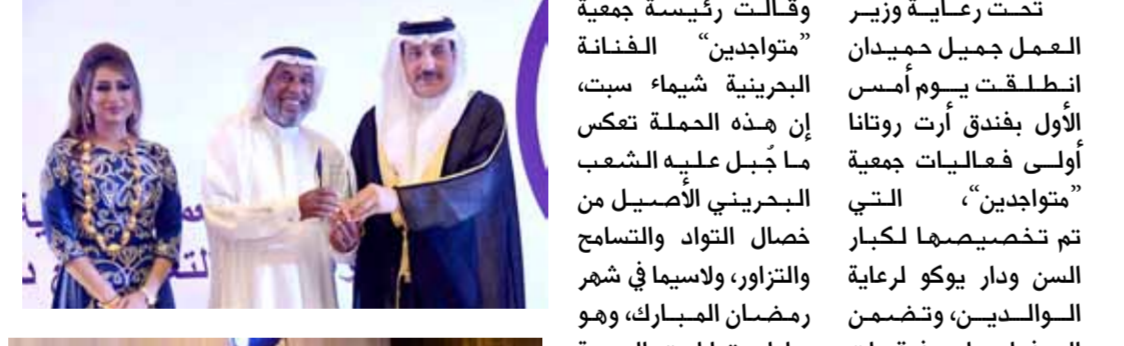 تحت رعاية وزير
العمل جميل حميدان
انطلقت يوم أمس
الأول بفندق أرت روتانا
أولى فعاليات جمعية
”متواجدين“، التي
تم تخصيصها لكبار
السن ودار يوكو لرعاية
الوالدين، وتضمن
وقالت رئيسة جمعية
”متواجدين“ الفنانة
البحرينية شيماء سبت،
إن هذه الحملة تعكس
ما جُبل عليه الشعب
البحريني الأصيل من
خصال التواد والتسامح
والتزاور، ولاسيما في شهر
رمضان المبارك، وهو